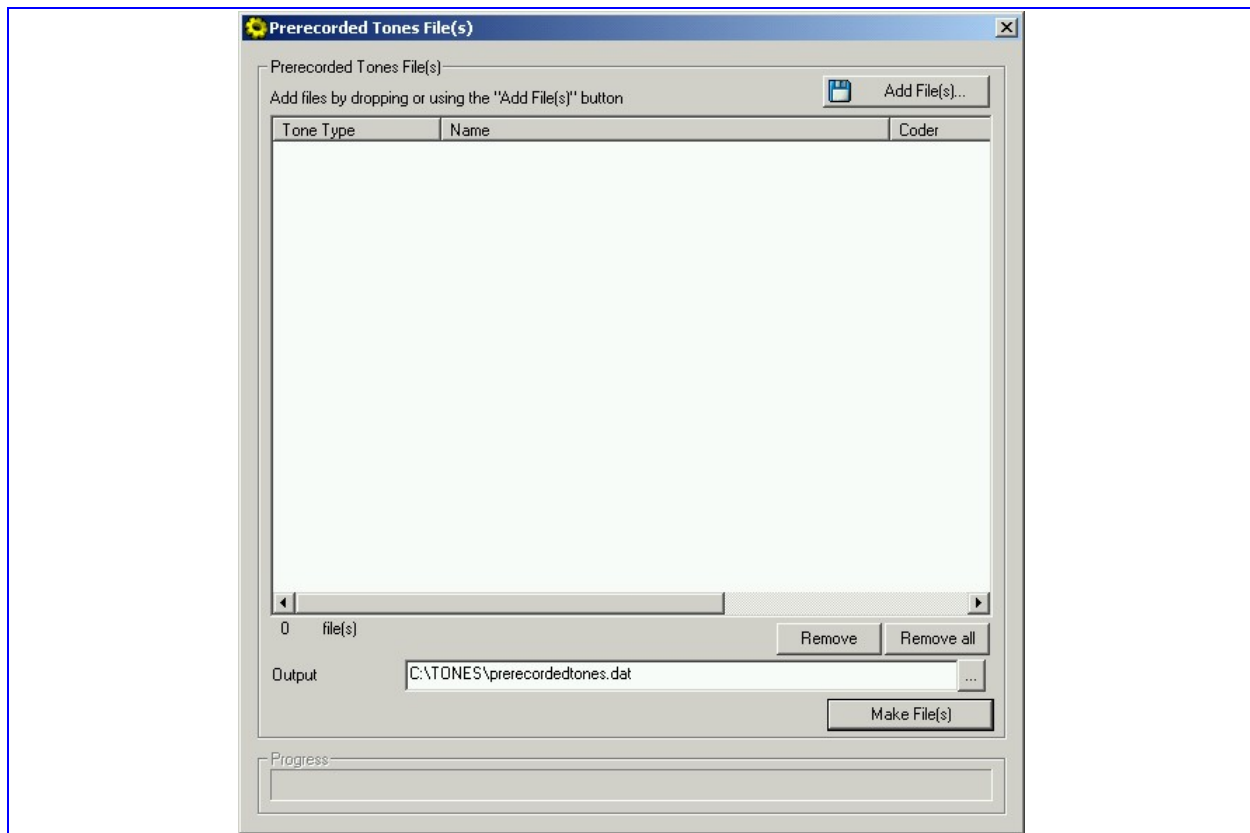 Prerecorded Tones File(s)
Prerecorded Tones File(s)
Add files by dropping or using the "Add File(s)" button
Add File(s)...
Tone Type Name Coder
0 file(s)
Remove Remove all
Output C:\TONES\prerecordedtones.dat ...
Make File(s)
Progress